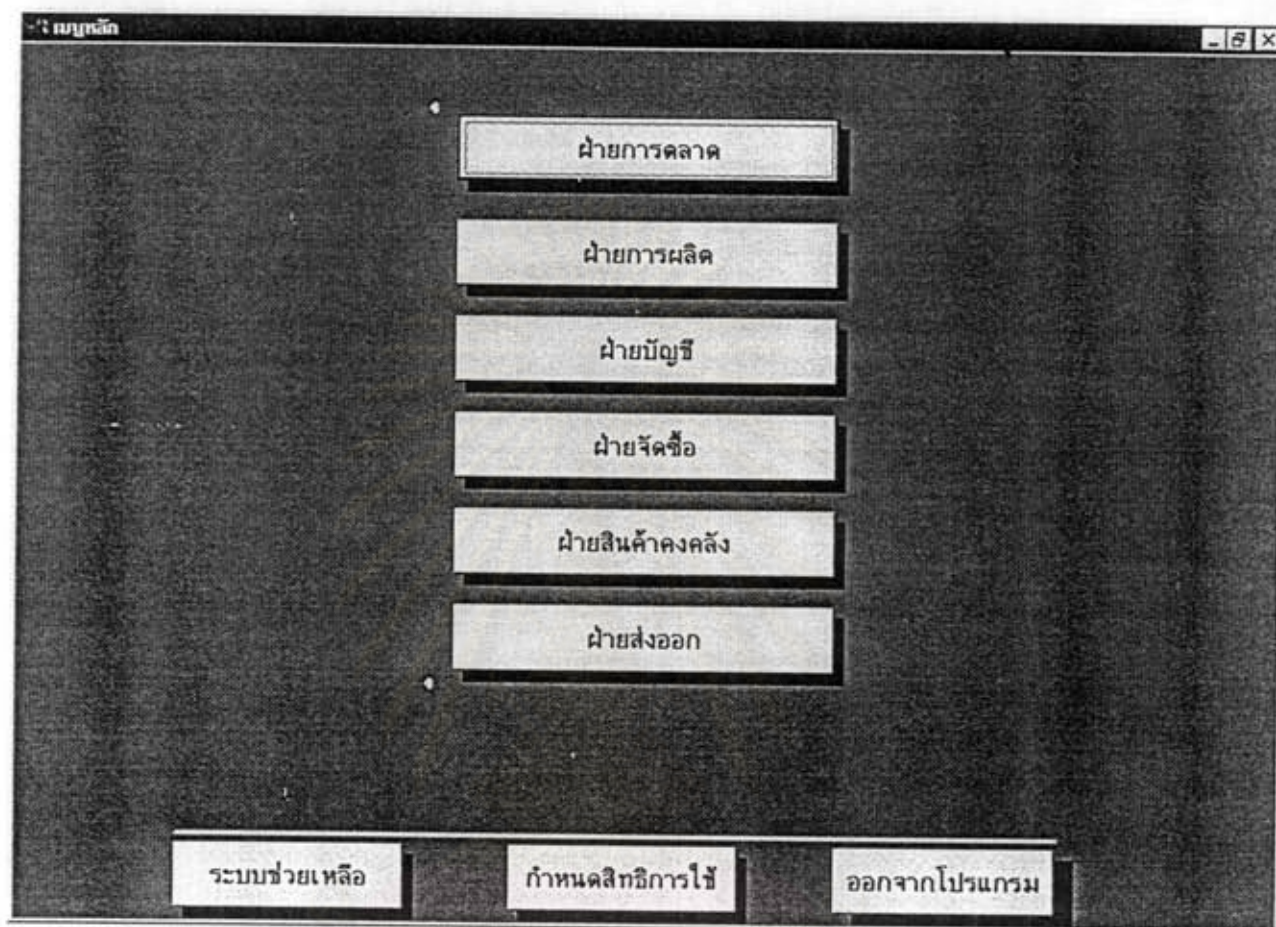 เมนูหลัก
ฝ่ายการตลาด
ฝ่ายการผลิต
ฝ่ายบัญชี
ฝ่ายจัดซื้อ
ฝ่ายสินค้าคงคลัง
ฝ่ายส่งออก
ระบบช่วยเหลือ กำหนดสิทธิการใช้ ออกจากโปรแกรม